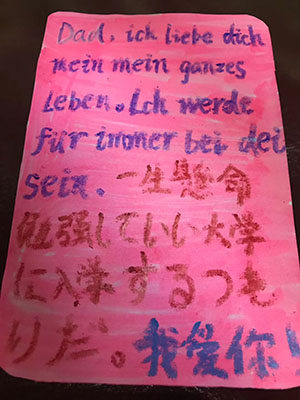 Dad, ich liebe dich
mein mein ganzes
Leben. Ich werde
für immer bei dei
sein. 一生懸命
勉強していい大学
に入学するつも
りだ。我爱你!